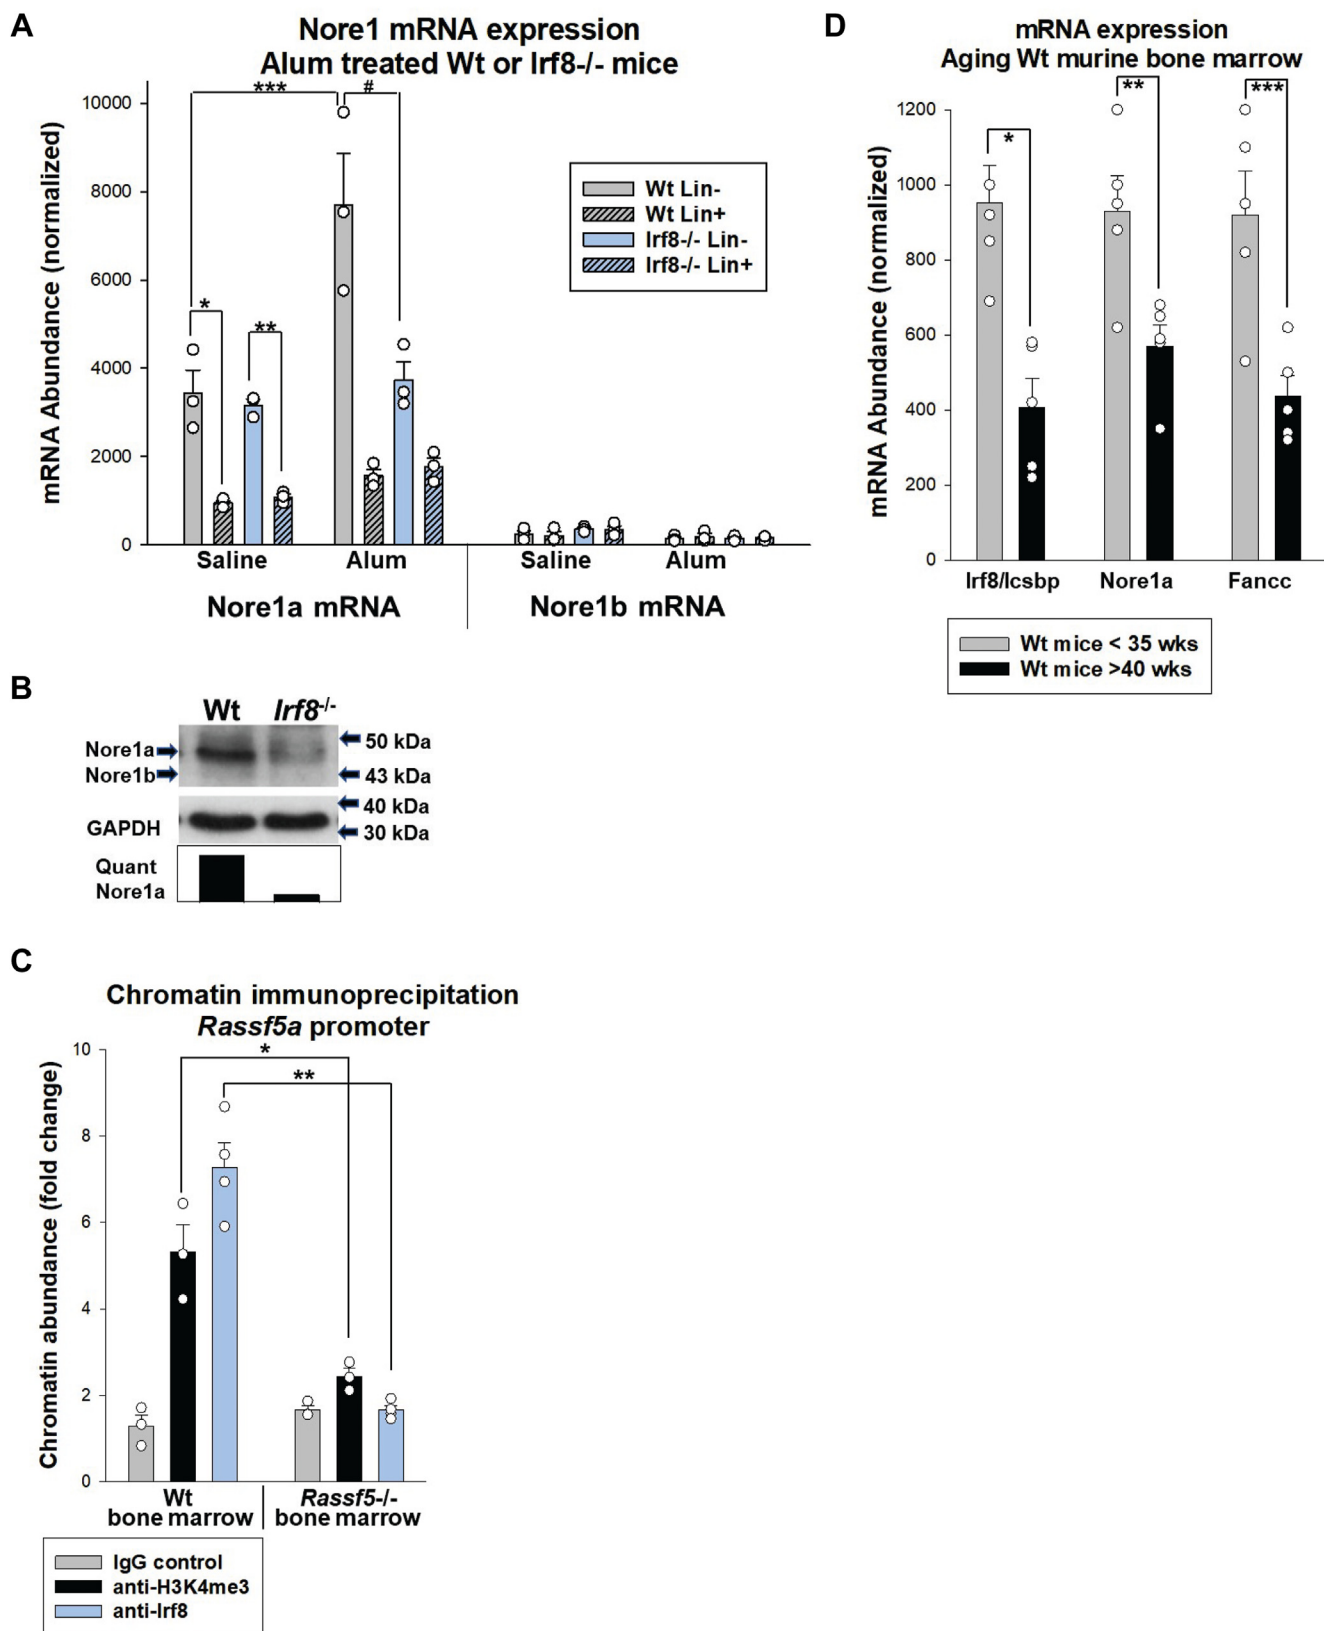 A
Nore1 mRNA expression
Alum treated Wt or Irf8-/- mice
mRNA Abundance (normalized)
10000
8000
6000
4000
2000
0
***
#
*
**
Wt Lin-
Wt Lin+
Irf8-/- Lin-
Irf8-/- Lin+
Saline
Alum
Saline
Alum
Nore1a mRNA
Nore1b mRNA
D
mRNA expression
Aging Wt murine bone marrow
mRNA Abundance (normalized)
1200
1000
800
600
400
200
0
*
**
***
Irf8/Icsbp
Nore1a
Fancc
Wt mice < 35 wks
Wt mice >40 wks
B
Wt
Irf8-/-
Nore1a
Nore1b
50 kDa
43 kDa
GAPDH
40 kDa
30 kDa
Quant
Nore1a
C
Chromatin immunoprecipitation
Rassf5a promoter
Chromatin abundance (fold change)
10
8
6
4
2
0
*
**
Wt
bone marrow
Rassf5-/-
bone marrow
IgG control
anti-H3K4me3
anti-Irf8